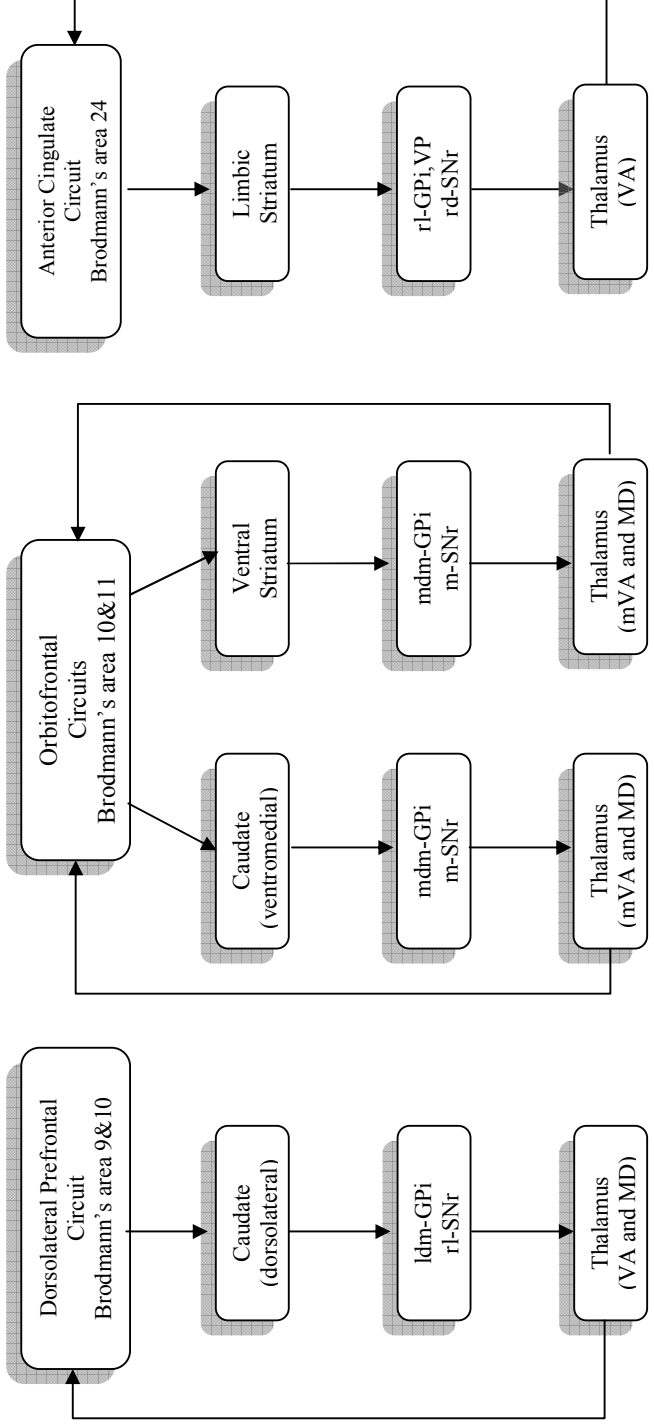 Dorsolateral Prefrontal
Circuit
Brodmann's area 9&10
Caudate
(dorsolateral)
ldm-GPi
rl-SNr
Thalamus
(VA and MD)
Orbitofrontal
Circuits
Brodmann's area 10&11
Caudate
(ventromedial)
mdm-GPi
m-SNr
Thalamus
(mVA and MD)
Ventral
Striatum
mdm-GPi
m-SNr
Thalamus
(mVA and MD)
Anterior Cingulate
Circuit
Brodmann's area 24
Limbic
Striatum
rl-GPi,VP
rd-SNr
Thalamus
(VA)